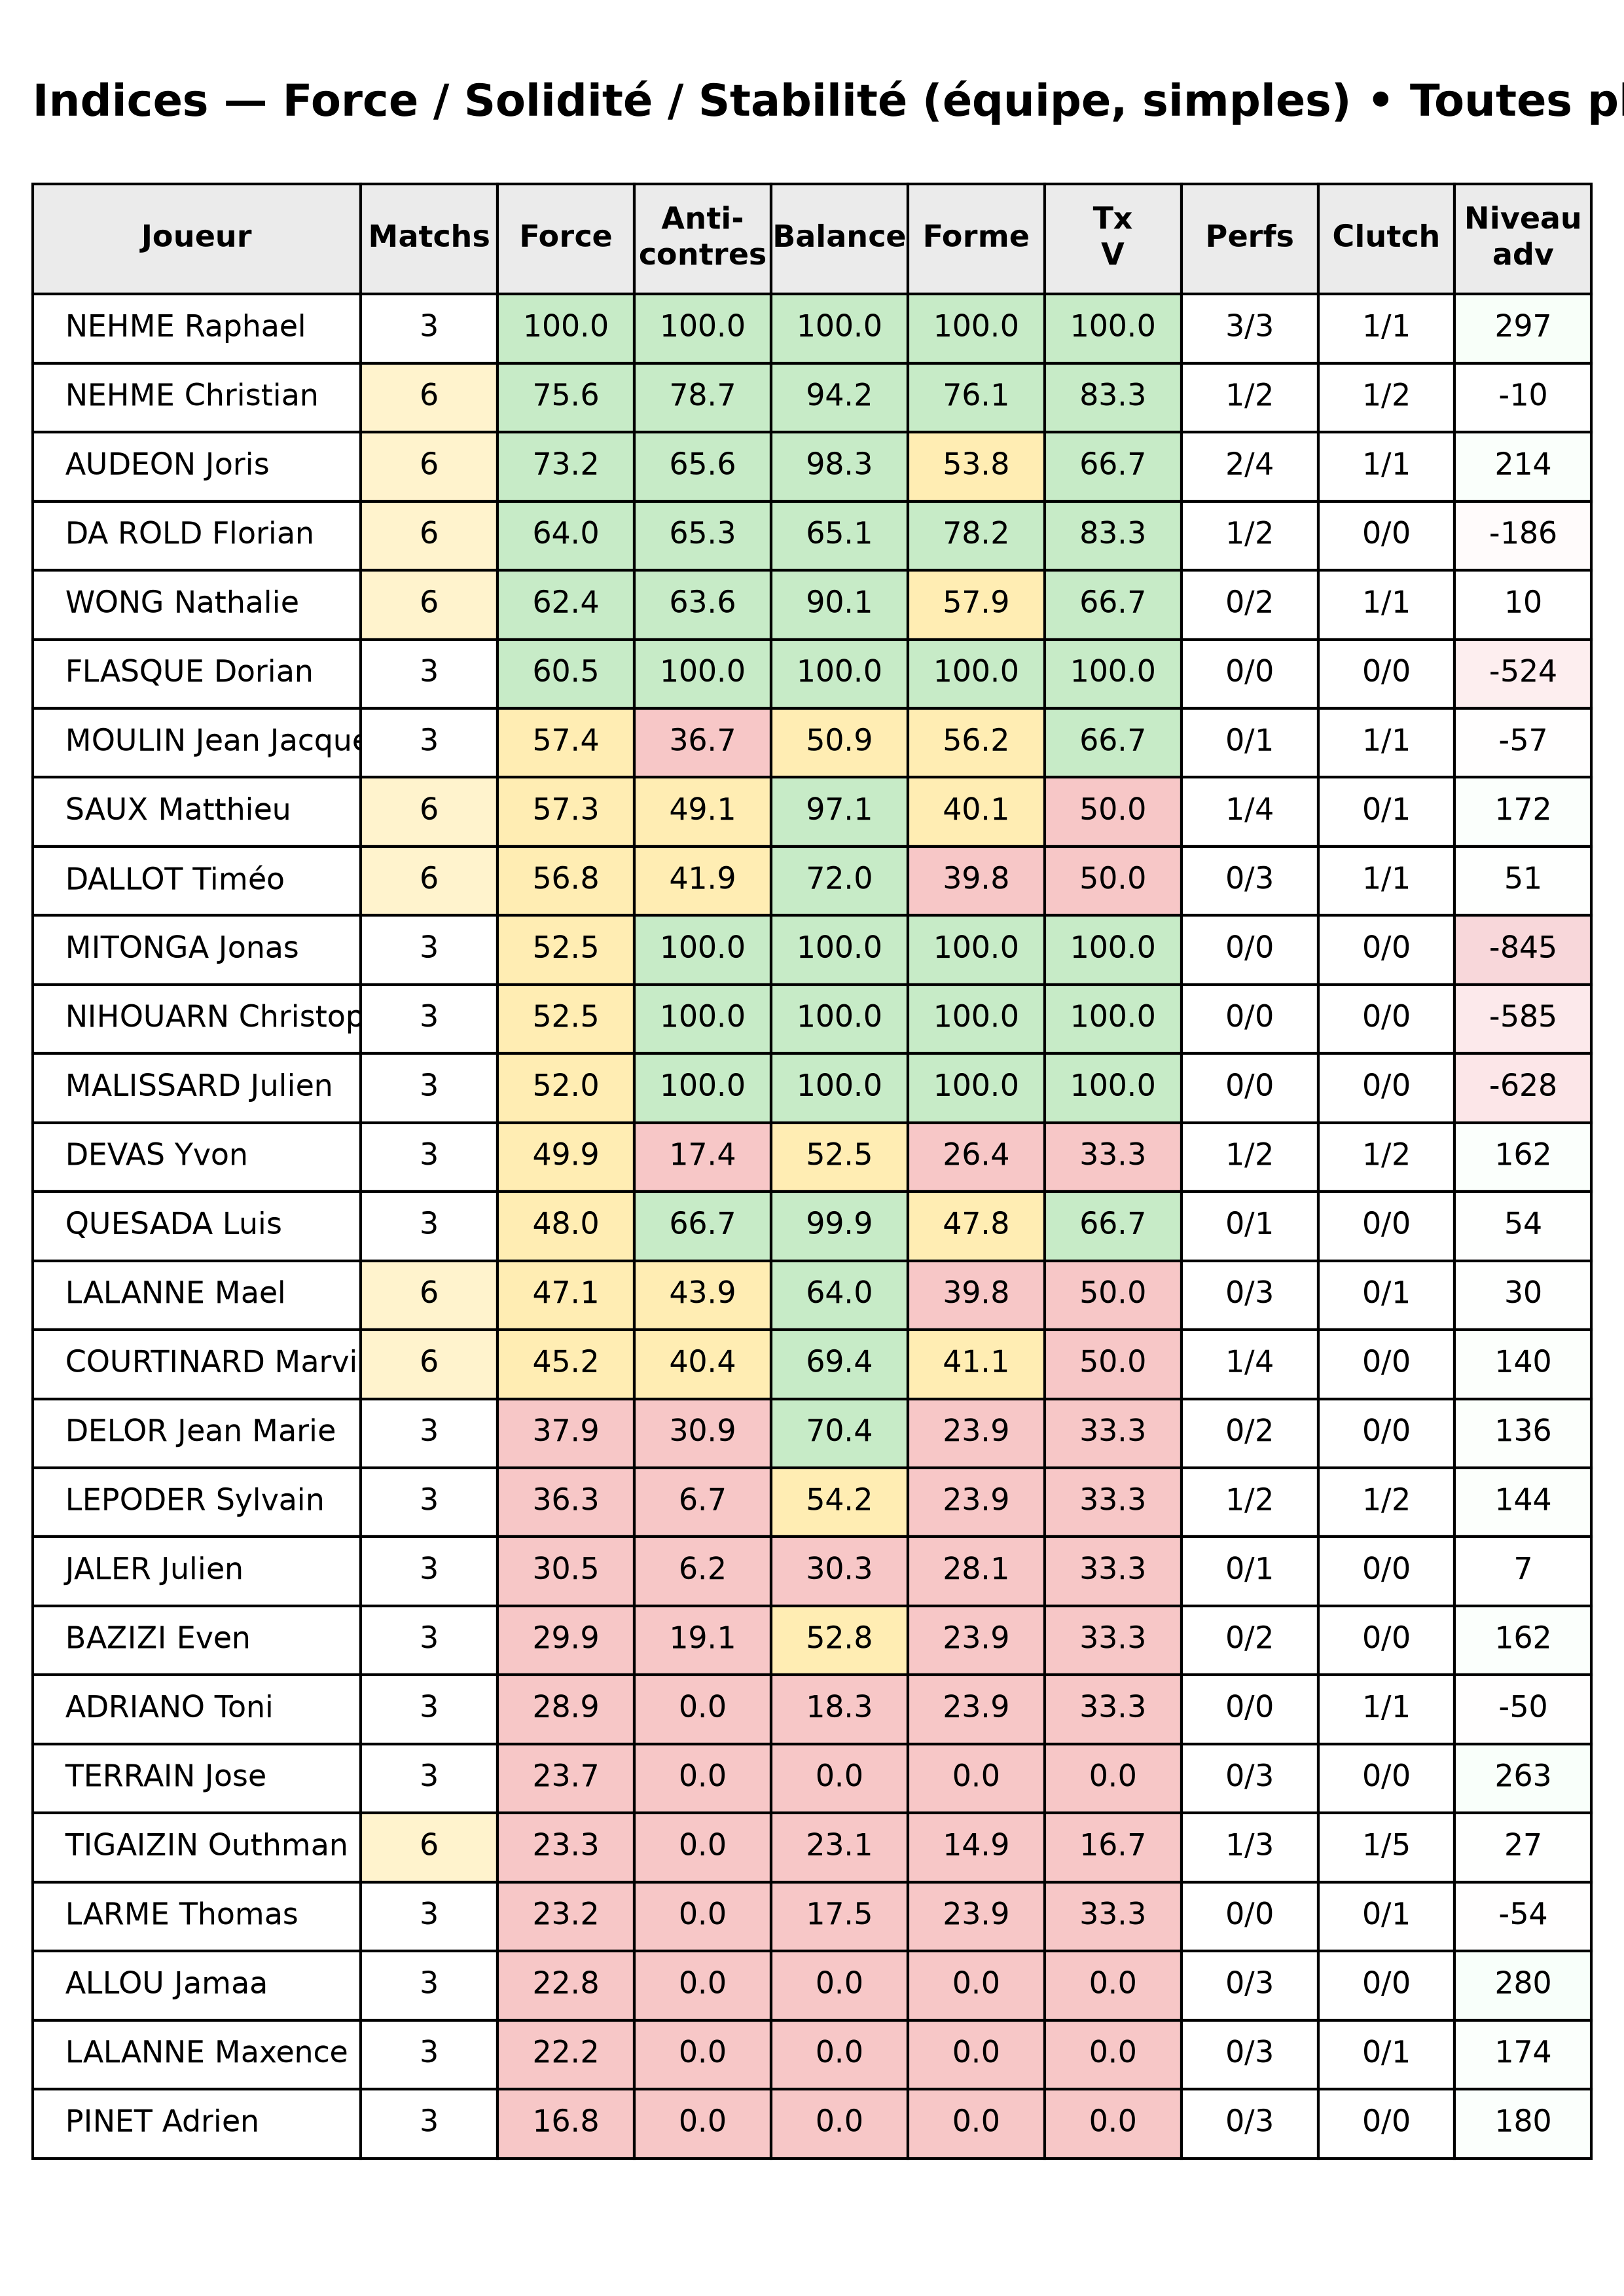 Indices — Force / Solidité / Stabilité (équipe, simples) • Toutes pl
Joueur Matchs Force Anti-contres Balance Forme Tx V Perfs Clutch Niveau adv
NEHME Raphael 3 100.0 100.0 100.0 100.0 100.0 3/3 1/1 297
NEHME Christian 6 75.6 78.7 94.2 76.1 83.3 1/2 1/2 -10
AUDEON Joris 6 73.2 65.6 98.3 53.8 66.7 2/4 1/1 214
DA ROLD Florian 6 64.0 65.3 65.1 78.2 83.3 1/2 0/0 -186
WONG Nathalie 6 62.4 63.6 90.1 57.9 66.7 0/2 1/1 10
FLASQUE Dorian 3 60.5 100.0 100.0 100.0 100.0 0/0 0/0 -524
MOULIN Jean Jacque 3 57.4 36.7 50.9 56.2 66.7 0/1 1/1 -57
SAUX Matthieu 6 57.3 49.1 97.1 40.1 50.0 1/4 0/1 172
DALLOT Timéo 6 56.8 41.9 72.0 39.8 50.0 0/3 1/1 51
MITONGA Jonas 3 52.5 100.0 100.0 100.0 100.0 0/0 0/0 -845
NIHOUARN Christop 3 52.5 100.0 100.0 100.0 100.0 0/0 0/0 -585
MALISSARD Julien 3 52.0 100.0 100.0 100.0 100.0 0/0 0/0 -628
DEVAS Yvon 3 49.9 17.4 52.5 26.4 33.3 1/2 1/2 162
QUESADA Luis 3 48.0 66.7 99.9 47.8 66.7 0/1 0/0 54
LALANNE Mael 6 47.1 43.9 64.0 39.8 50.0 0/3 0/1 30
COURTINARD Marvi 6 45.2 40.4 69.4 41.1 50.0 1/4 0/0 140
DELOR Jean Marie 3 37.9 30.9 70.4 23.9 33.3 0/2 0/0 136
LEPODER Sylvain 3 36.3 6.7 54.2 23.9 33.3 1/2 1/2 144
JALER Julien 3 30.5 6.2 30.3 28.1 33.3 0/1 0/0 7
BAZIZI Even 3 29.9 19.1 52.8 23.9 33.3 0/2 0/0 162
ADRIANO Toni 3 28.9 0.0 18.3 23.9 33.3 0/0 1/1 -50
TERRAIN Jose 3 23.7 0.0 0.0 0.0 0.0 0/3 0/0 263
TIGAIZIN Outhman 6 23.3 0.0 23.1 14.9 16.7 1/3 1/5 27
LARME Thomas 3 23.2 0.0 17.5 23.9 33.3 0/0 0/1 -54
ALLOU Jamaa 3 22.8 0.0 0.0 0.0 0.0 0/3 0/0 280
LALANNE Maxence 3 22.2 0.0 0.0 0.0 0.0 0/3 0/1 174
PINET Adrien 3 16.8 0.0 0.0 0.0 0.0 0/3 0/0 180